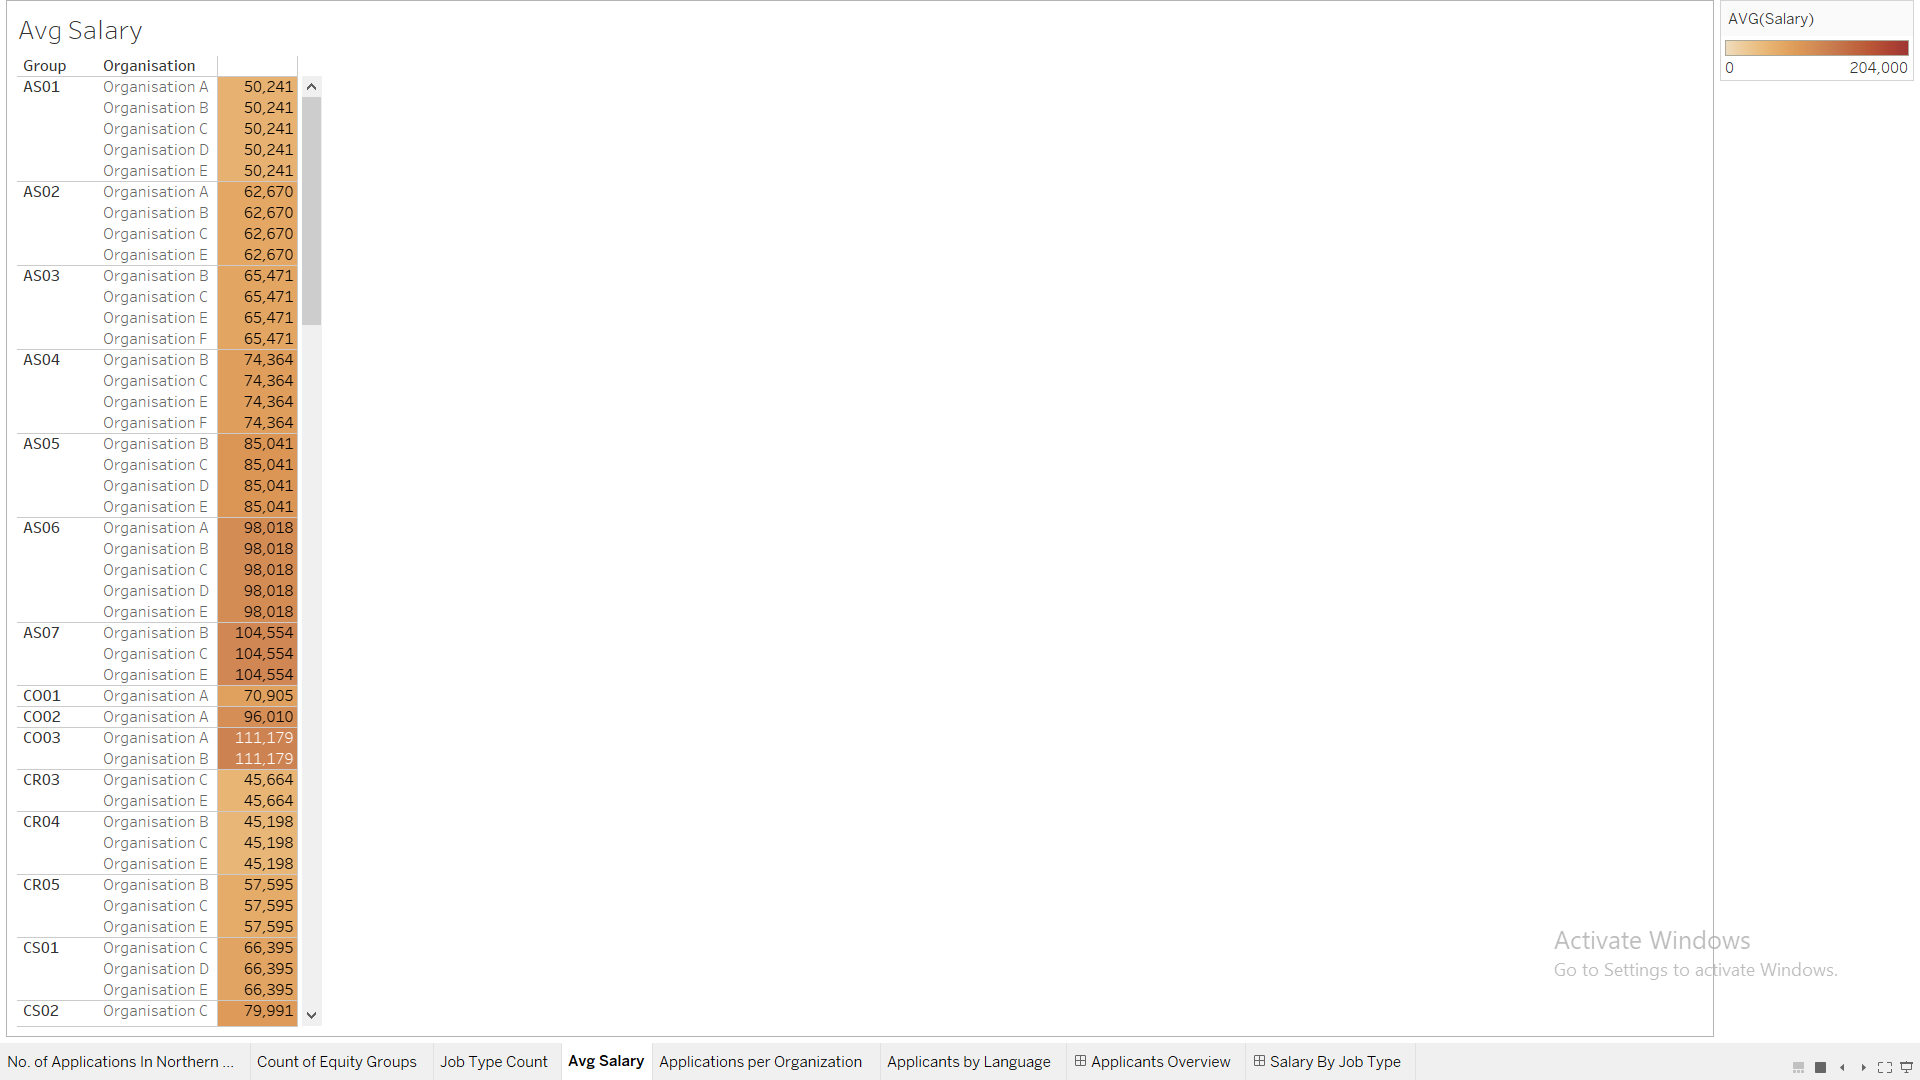 Avg Salary
AVG(Salary)
0 204,000
Group Organisation
AS01 Organisation A 50,241
Organisation B 50,241
Organisation C 50,241
Organisation D 50,241
Organisation E 50,241
AS02 Organisation A 62,670
Organisation B 62,670
Organisation C 62,670
Organisation E 62,670
AS03 Organisation B 65,471
Organisation C 65,471
Organisation E 65,471
Organisation F 65,471
AS04 Organisation B 74,364
Organisation C 74,364
Organisation E 74,364
Organisation F 74,364
AS05 Organisation B 85,041
Organisation C 85,041
Organisation D 85,041
Organisation E 85,041
AS06 Organisation A 98,018
Organisation B 98,018
Organisation C 98,018
Organisation D 98,018
Organisation E 98,018
AS07 Organisation B 104,554
Organisation C 104,554
Organisation E 104,554
CO01 Organisation A 70,905
CO02 Organisation A 96,010
CO03 Organisation A 111,179
Organisation B 111,179
CR03 Organisation C 45,664
Organisation E 45,664
CR04 Organisation B 45,198
Organisation C 45,198
Organisation E 45,198
CR05 Organisation B 57,595
Organisation C 57,595
Organisation E 57,595
CS01 Organisation C 66,395
Organisation D 66,395
Organisation E 66,395
CS02 Organisation C 79,991
Activate Windows
Go to Settings to activate Windows.
No. of Applications In Northern ... Count of Equity Groups Job Type Count Avg Salary Applications per Organization Applicants by Language Applicants Overview Salary By Job Type